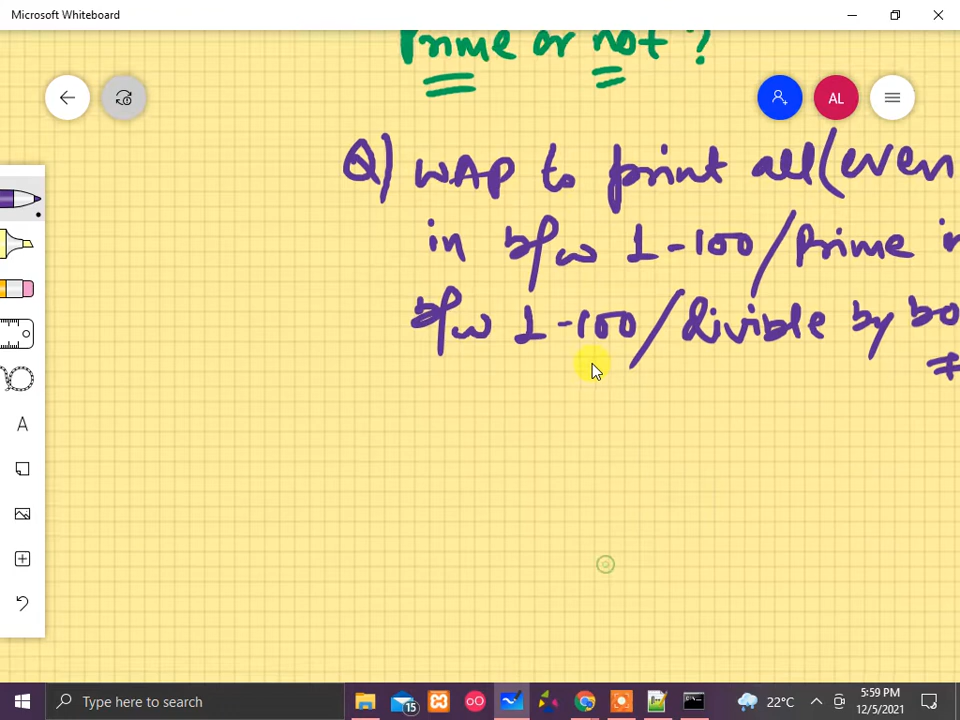 Microsoft Whiteboard
Prime or not?
AL
Q) WAP to print all (even
in b/w 1-100/Prime in
b/w 1-100/divible by bo
A
Type here to search
15
22°C
5:59 PM
12/5/2021